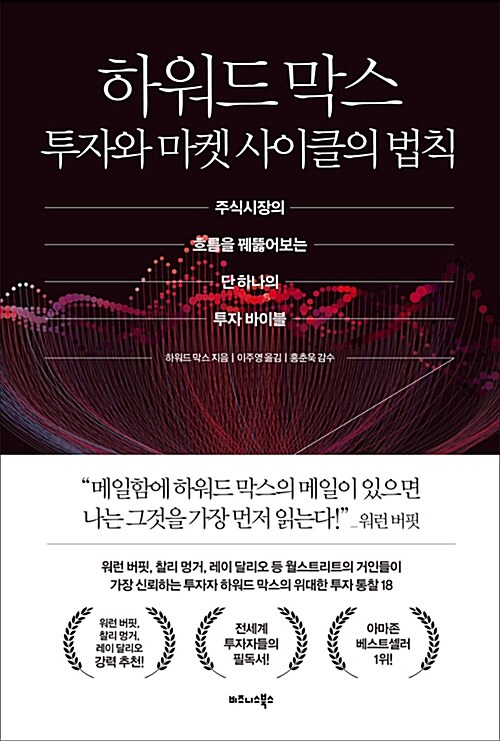 하워드 막스
투자와 마켓 사이클의 법칙
주식시장의
흐름을 꿰뚫어보는
단 하나의
투자 바이블
하워드 막스 지음 | 이주영 옮김 | 홍춘욱 감수
“메일함에 하워드 막스의 메일이 있으면
나는 그것을 가장 먼저 읽는다!” _워런 버핏
워런 버핏, 찰리 멍거, 레이 달리오 등 월스트리트의 거인들이
가장 신뢰하는 투자자 하워드 막스의 위대한 투자 통찰 18
워런 버핏,
찰리 멍거,
레이 달리오
강력 추천!
전세계
투자자들의
필독서!
아마존
베스트셀러
1위!
비즈니스북스